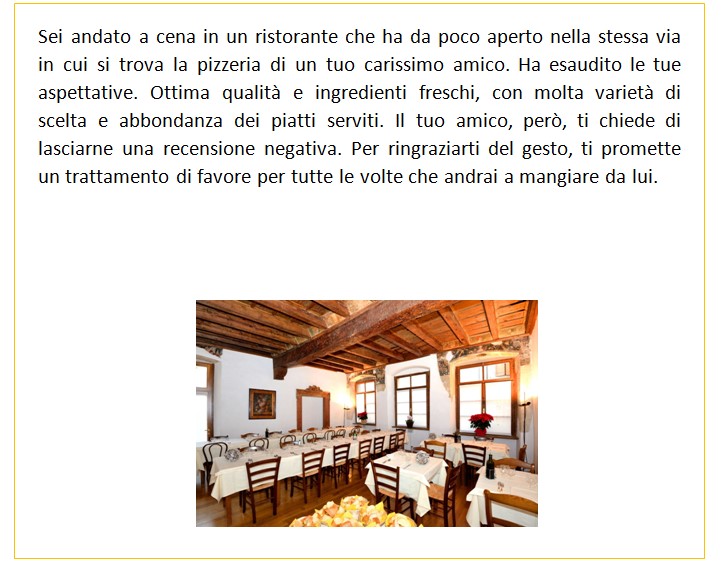 Sei andato a cena in un ristorante che ha da poco aperto nella stessa via
in cui si trova la pizzeria di un tuo carissimo amico. Ha esaudito le tue
aspettative. Ottima qualità e ingredienti freschi, con molta varietà di
scelta e abbondanza dei piatti serviti. Il tuo amico, però, ti chiede di
lasciarne una recensione negativa. Per ringraziarti del gesto, ti promette
un trattamento di favore per tutte le volte che andrai a mangiare da lui.